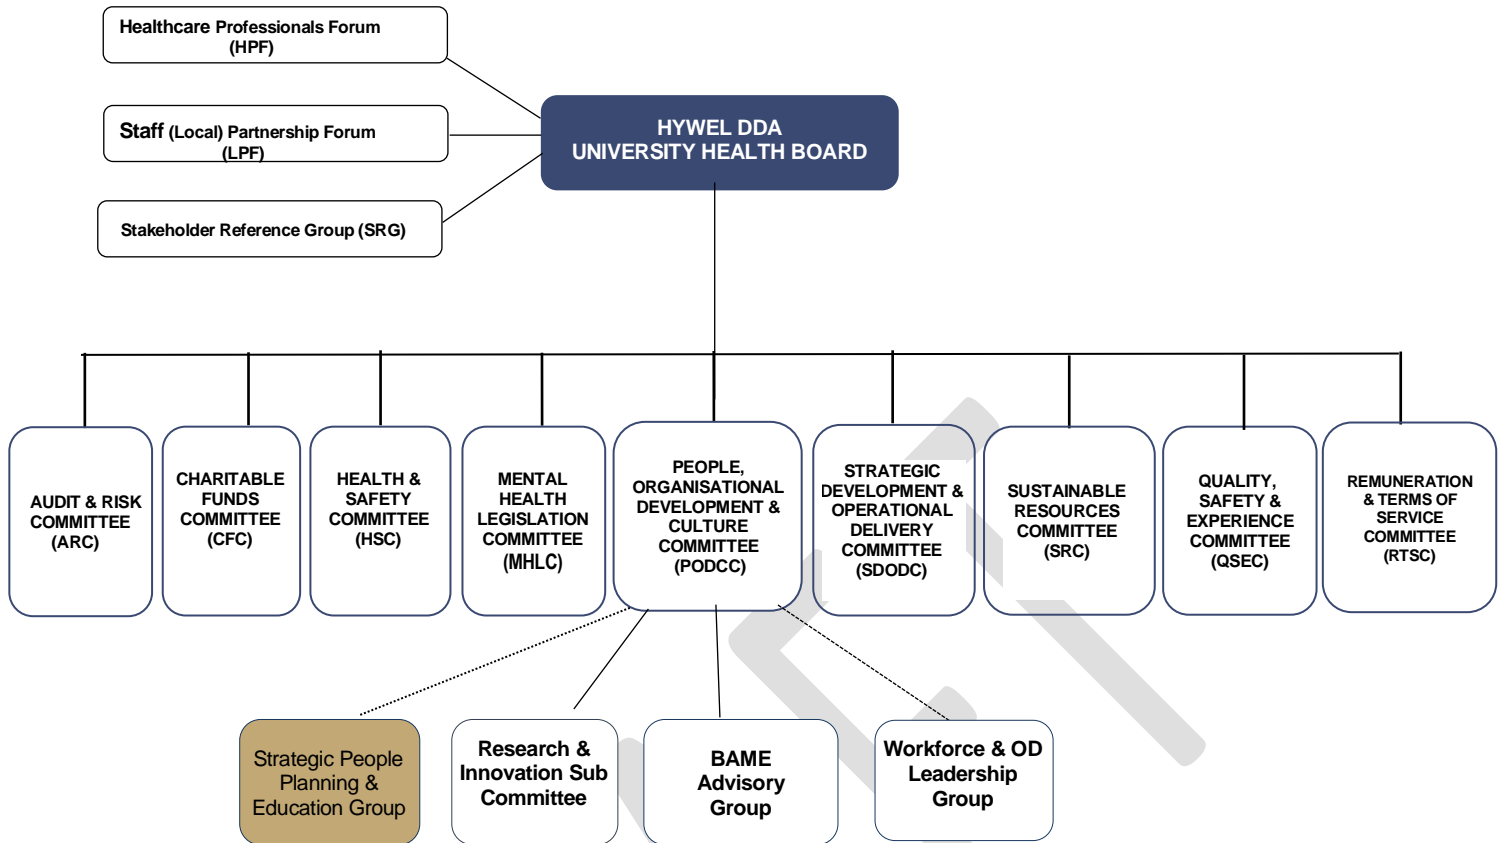 Healthcare Professionals Forum
(HPF)
Staff (Local) Partnership Forum
(LPF)
Stakeholder Reference Group (SRG)
HYWEL DDA
UNIVERSITY HEALTH BOARD
AUDIT & RISK
COMMITTEE
(ARC)
CHARITABLE
FUNDS
COMMITTEE
(CFC)
HEALTH &
SAFETY
COMMITTEE
(HSC)
MENTAL
HEALTH
LEGISLATION
COMMITTEE
(MHLC)
PEOPLE,
ORGANISATIONAL
DEVELOPMENT &
CULTURE
COMMITTEE
(PODCC)
STRATEGIC
DEVELOPMENT &
OPERATIONAL
DELIVERY
COMMITTEE
(SDODC)
SUSTAINABLE
RESOURCES
COMMITTEE
(SRC)
QUALITY,
SAFETY &
EXPERIENCE
COMMITTEE
(QSEC)
REMUNERATION
& TERMS OF
SERVICE
COMMITTEE
(RTSC)
Strategic People
Planning &
Education Group
Research &
Innovation Sub
Committee
BAME
Advisory
Group
Workforce & OD
Leadership
Group